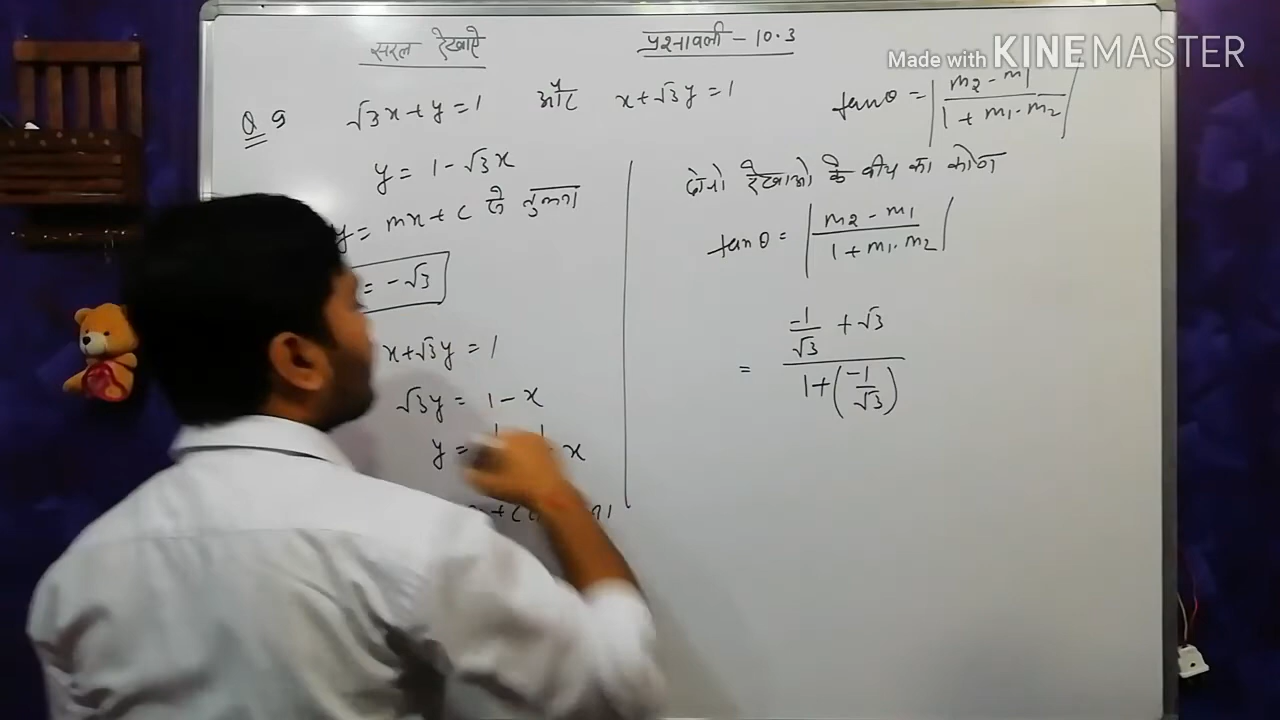 सरल रेखाऐ
प्रश्नावली - 10.3
Made with KINEMASTER
Q 9 √3x + y = 1 और x + √3y = 1
tanθ = |m2 - m1 / 1 + m1.m2|
y = 1 - √3x
y = mx + c से तुलना
= -√3
x + √3y = 1
√3y = 1 - x
y = x
दोनो रेखाओ के बीच का कोण
tanθ = |m2 - m1 / 1 + m1.m2|
= -1/√3 + √3 / 1 + (-1/√3)